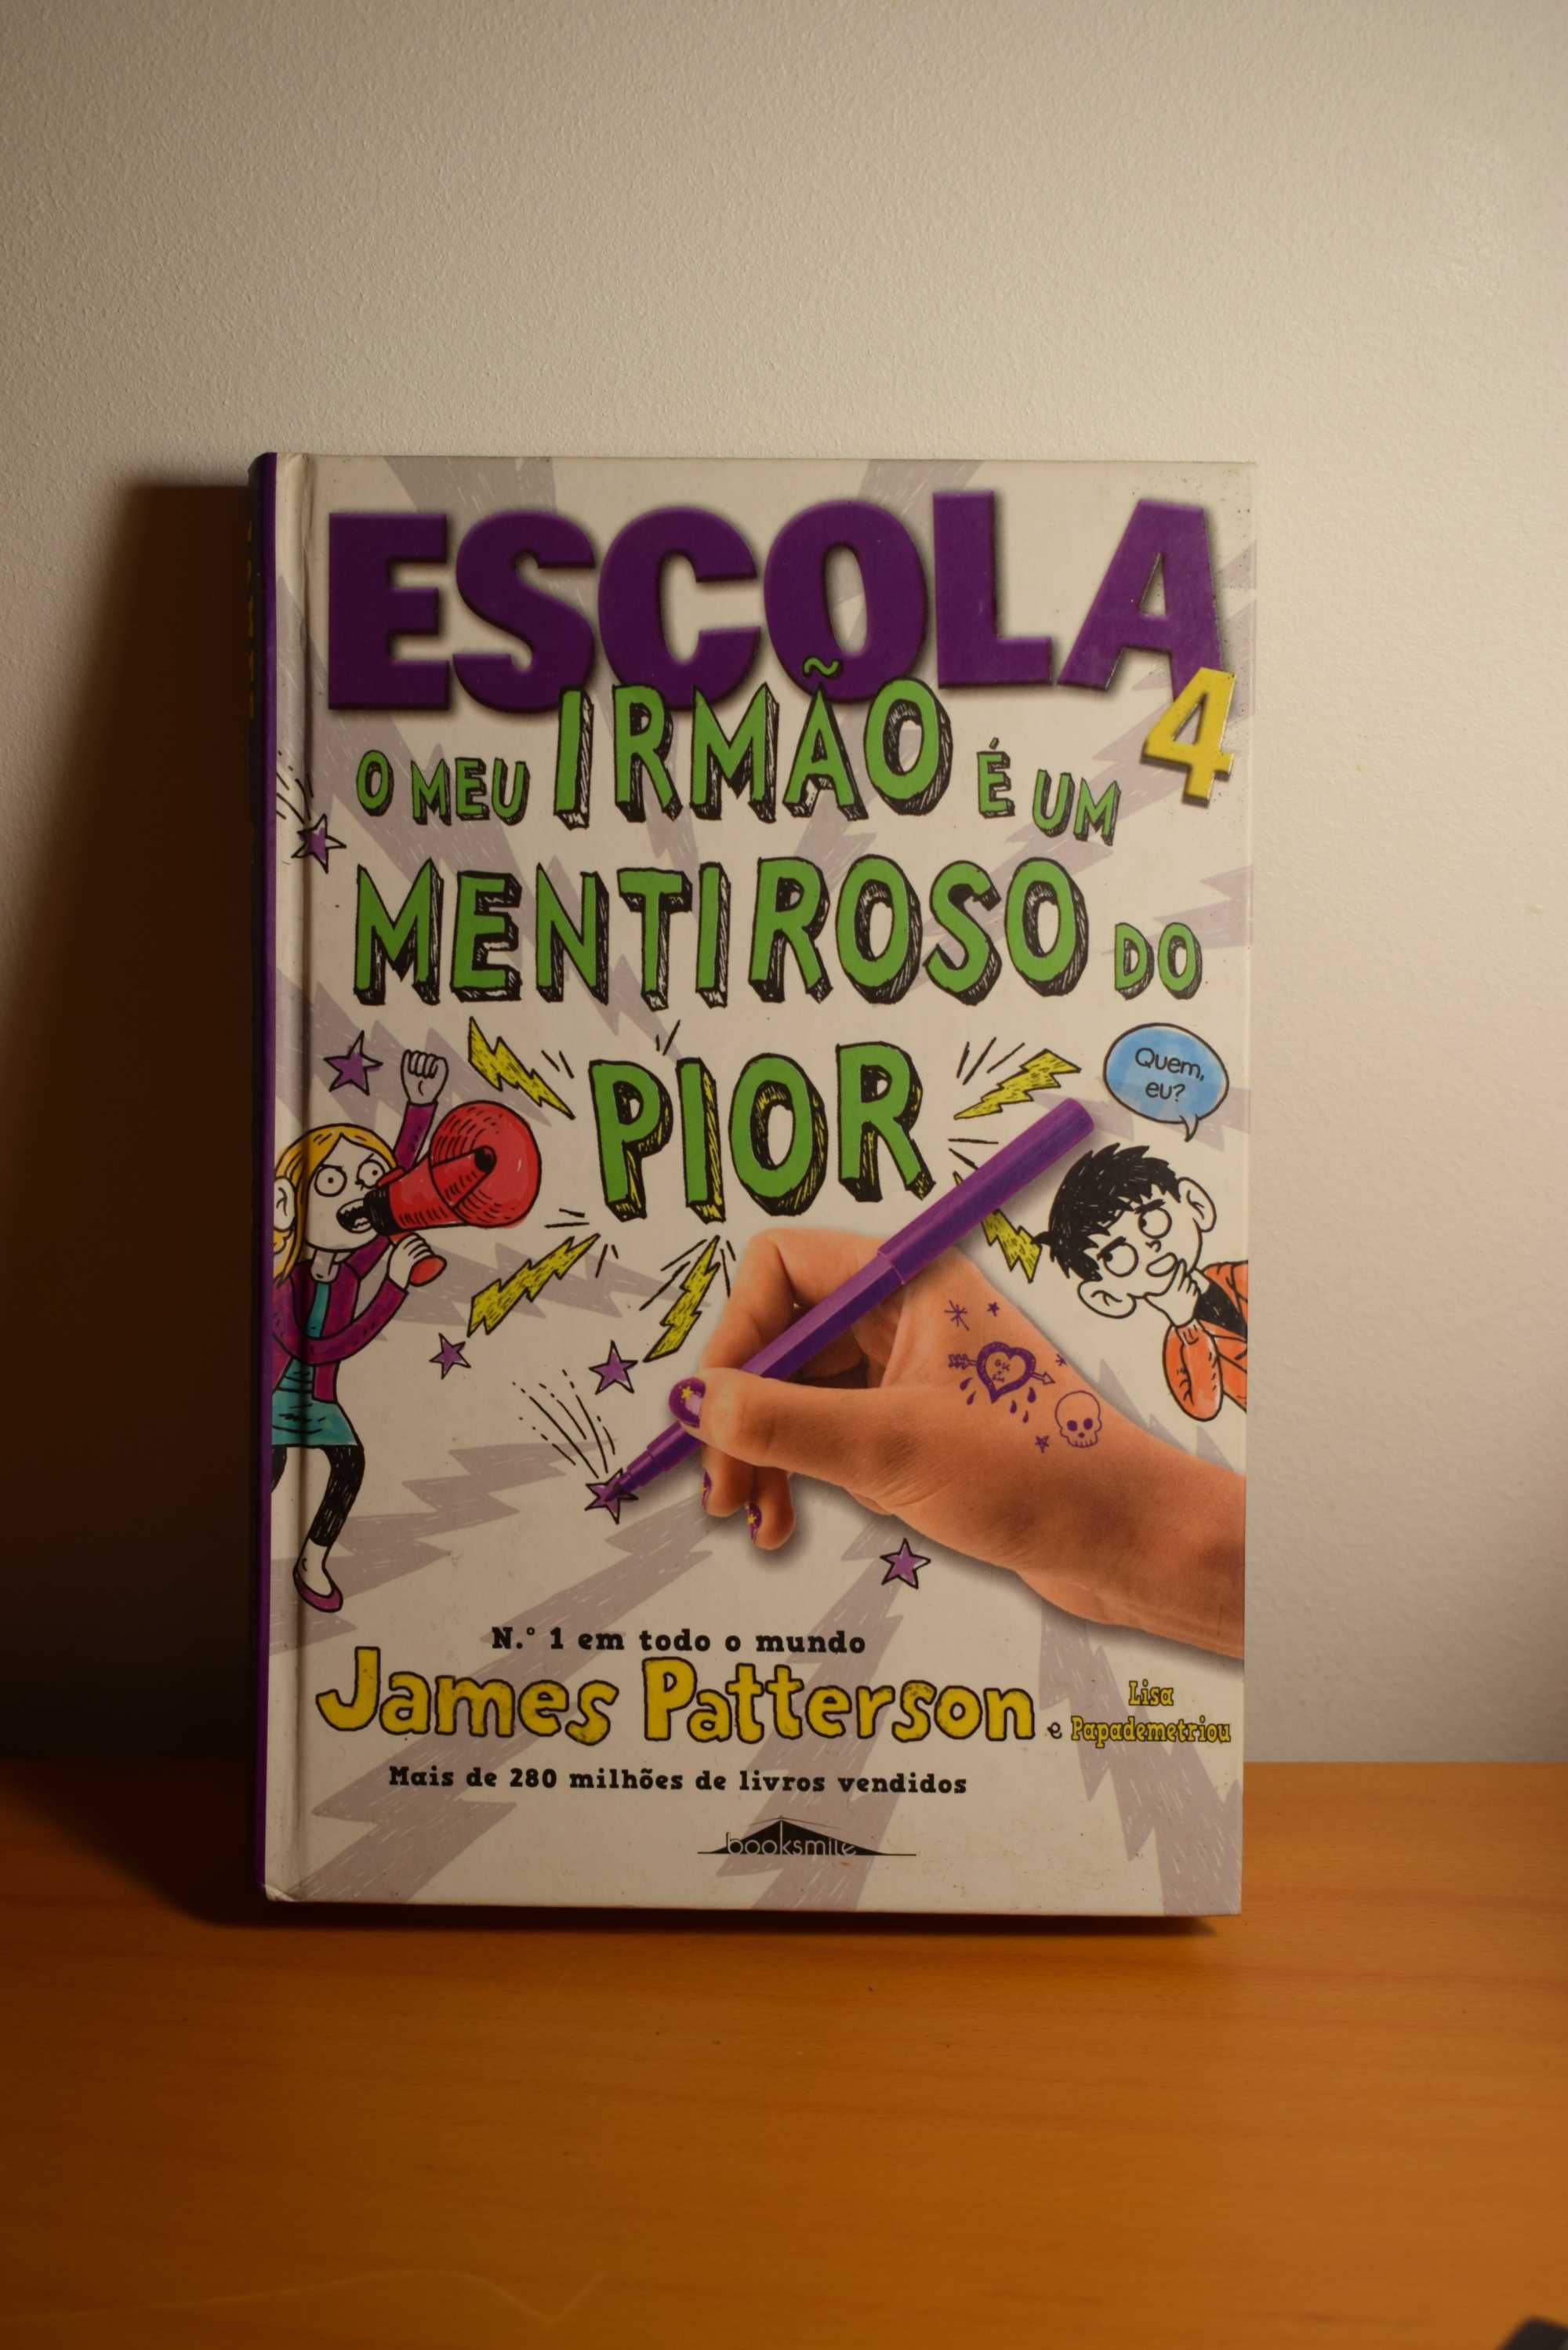 ESCOLA
4
O MEU IRMÃO É UM
MENTIROSO DO
PIOR
Quem,
eu?
N.º 1 em todo o mundo
James Patterson
e Lisa
Papademetriou
Mais de 280 milhões de livros vendidos
booksmile